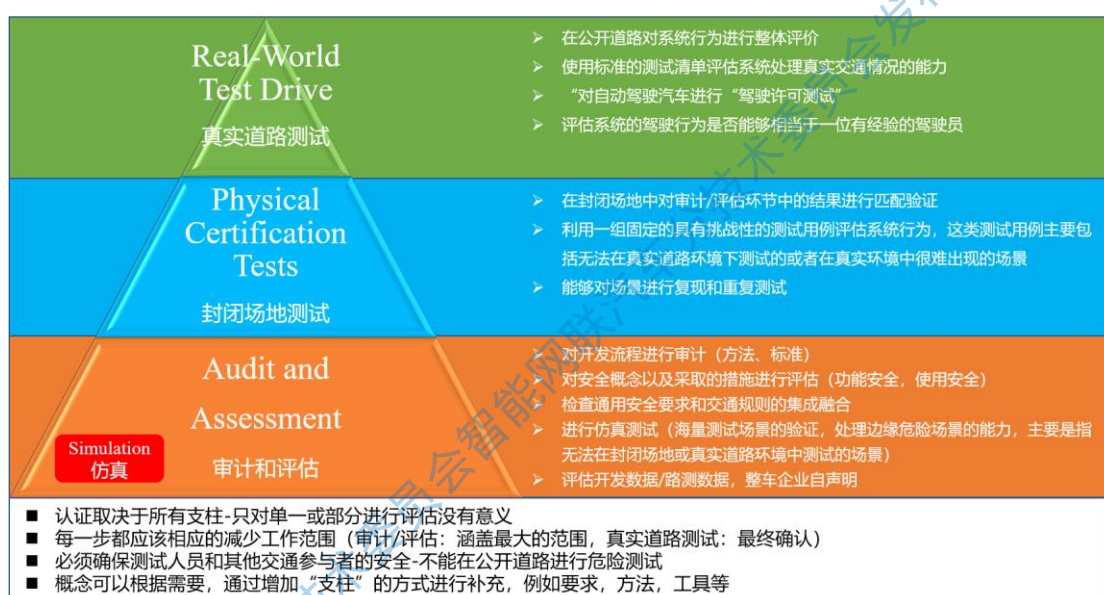 Real-World
Test Drive
真实道路测试
➢ 在公开道路对系统行为进行整体评价
➢ 使用标准的测试清单评估系统处理真实交通情况的能力
➢ “对自动驾驶汽车进行“驾驶许可测试”
➢ 评估系统的驾驶行为是否能够相当于一位有经验的驾驶员
Physical
Certification
Tests
封闭场地测试
➢ 在封闭场地中对审计/评估环节中的结果进行匹配验证
➢ 利用一组固定的具有挑战性的测试用例评估系统行为，这类测试用例主要包
括无法在真实道路环境下测试的或者在真实环境中很难出现的场景
➢ 能够对场景进行复现和重复测试
Audit and
Assessment
审计和评估
Simulation
仿真
➢ 对开发流程进行审计（方法、标准）
➢ 对安全概念以及采取的措施进行评估（功能安全，使用安全）
➢ 检查通用安全要求和交通规则的集成融合
➢ 进行仿真测试（海量测试场景的验证，处理边缘危险场景的能力，主要是指
无法在封闭场地或真实道路环境中测试的场景）
➢ 评估开发数据/路测数据，整车企业自声明
■ 认证取决于所有支柱-只对单一或部分进行评估没有意义
■ 每一步都应该相应的减少工作范围（审计/评估：涵盖最大的范围，真实道路测试：最终确认）
■ 必须确保测试人员和其他交通参与者的安全-不能在公开道路进行危险测试
■ 概念可以根据需要，通过增加“支柱”的方式进行补充，例如要求，方法，工具等
技术委员会智能网联汽车分技术委员会发布